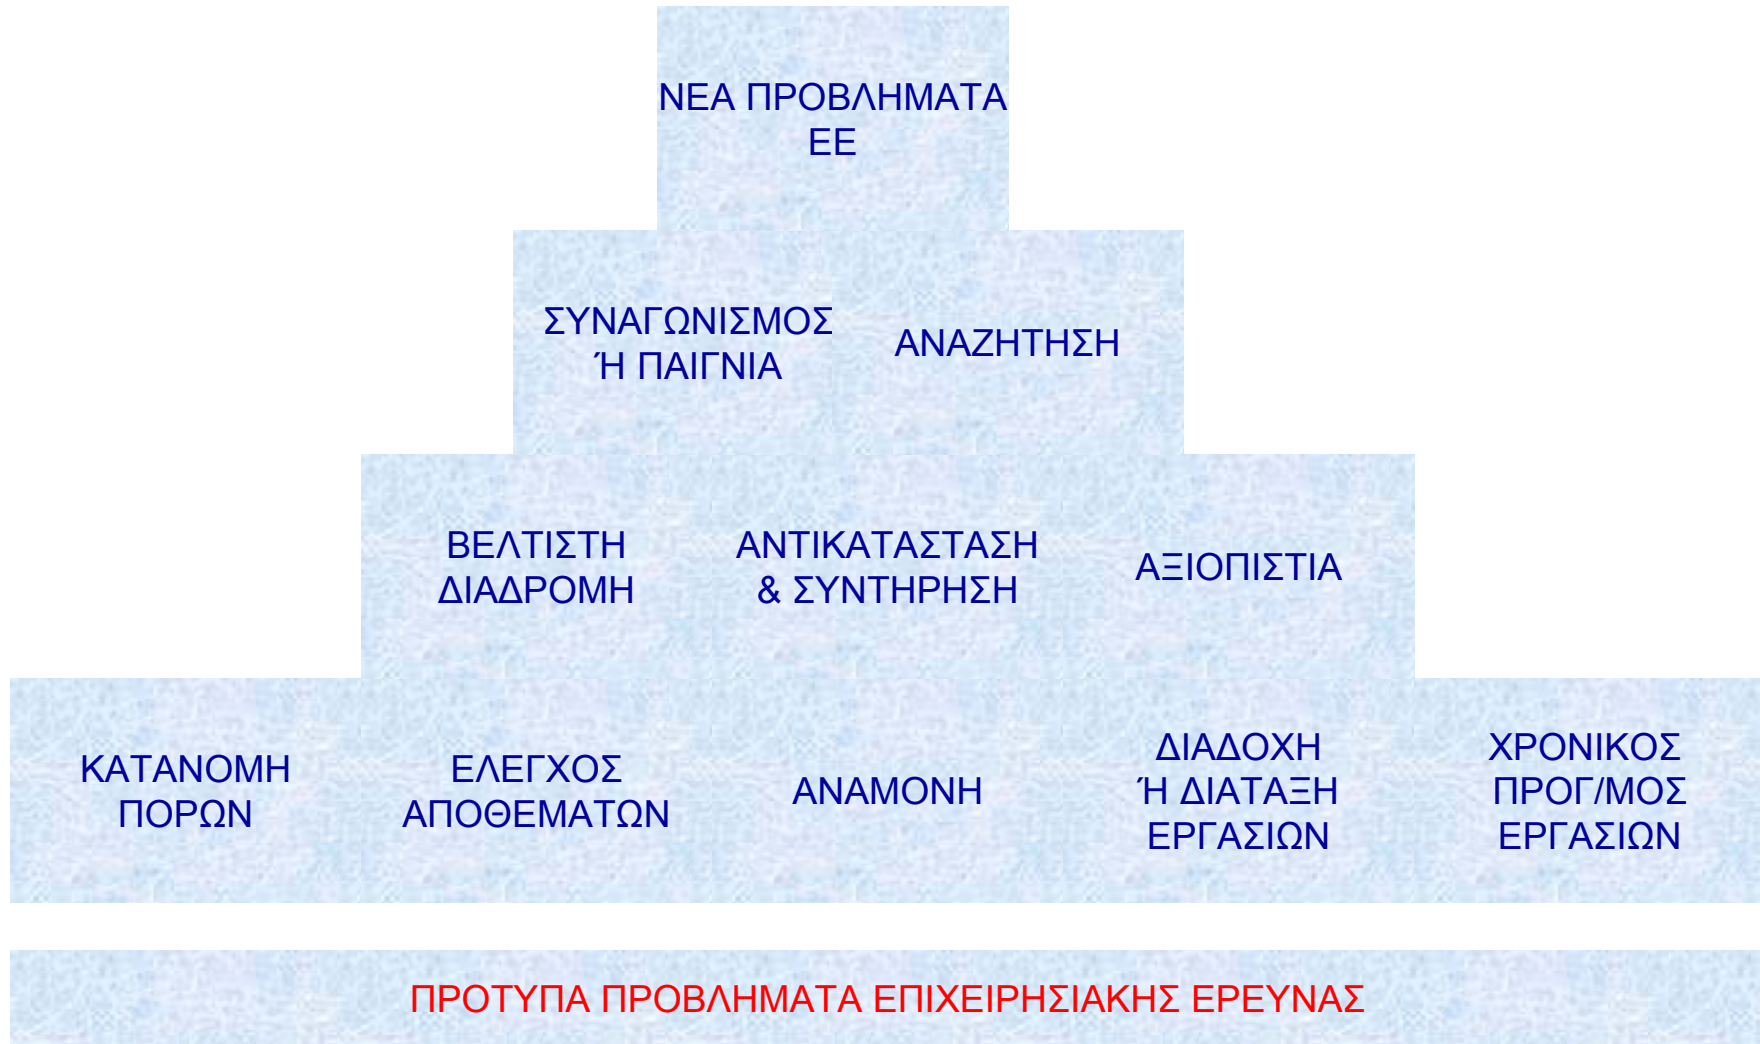 ΝΕΑ ΠΡΟΒΛΗΜΑΤΑ
ΕΕ
ΣΥΝΑΓΩΝΙΣΜΟΣ
Ή ΠΑΙΓΝΙΑ
ΑΝΑΖΗΤΗΣΗ
ΒΕΛΤΙΣΤΗ
ΔΙΑΔΡΟΜΗ
ΑΝΤΙΚΑΤΑΣΤΑΣΗ
& ΣΥΝΤΗΡΗΣΗ
ΑΞΙΟΠΙΣΤΙΑ
ΚΑΤΑΝΟΜΗ
ΠΟΡΩΝ
ΕΛΕΓΧΟΣ
ΑΠΟΘΕΜΑΤΩΝ
ΑΝΑΜΟΝΗ
ΔΙΑΔΟΧΗ
Ή ΔΙΑΤΑΞΗ
ΕΡΓΑΣΙΩΝ
ΧΡΟΝΙΚΟΣ
ΠΡΟΓ/ΜΟΣ
ΕΡΓΑΣΙΩΝ
ΠΡΟΤΥΠΑ ΠΡΟΒΛΗΜΑΤΑ ΕΠΙΧΕΙΡΗΣΙΑΚΗΣ ΕΡΕΥΝΑΣ